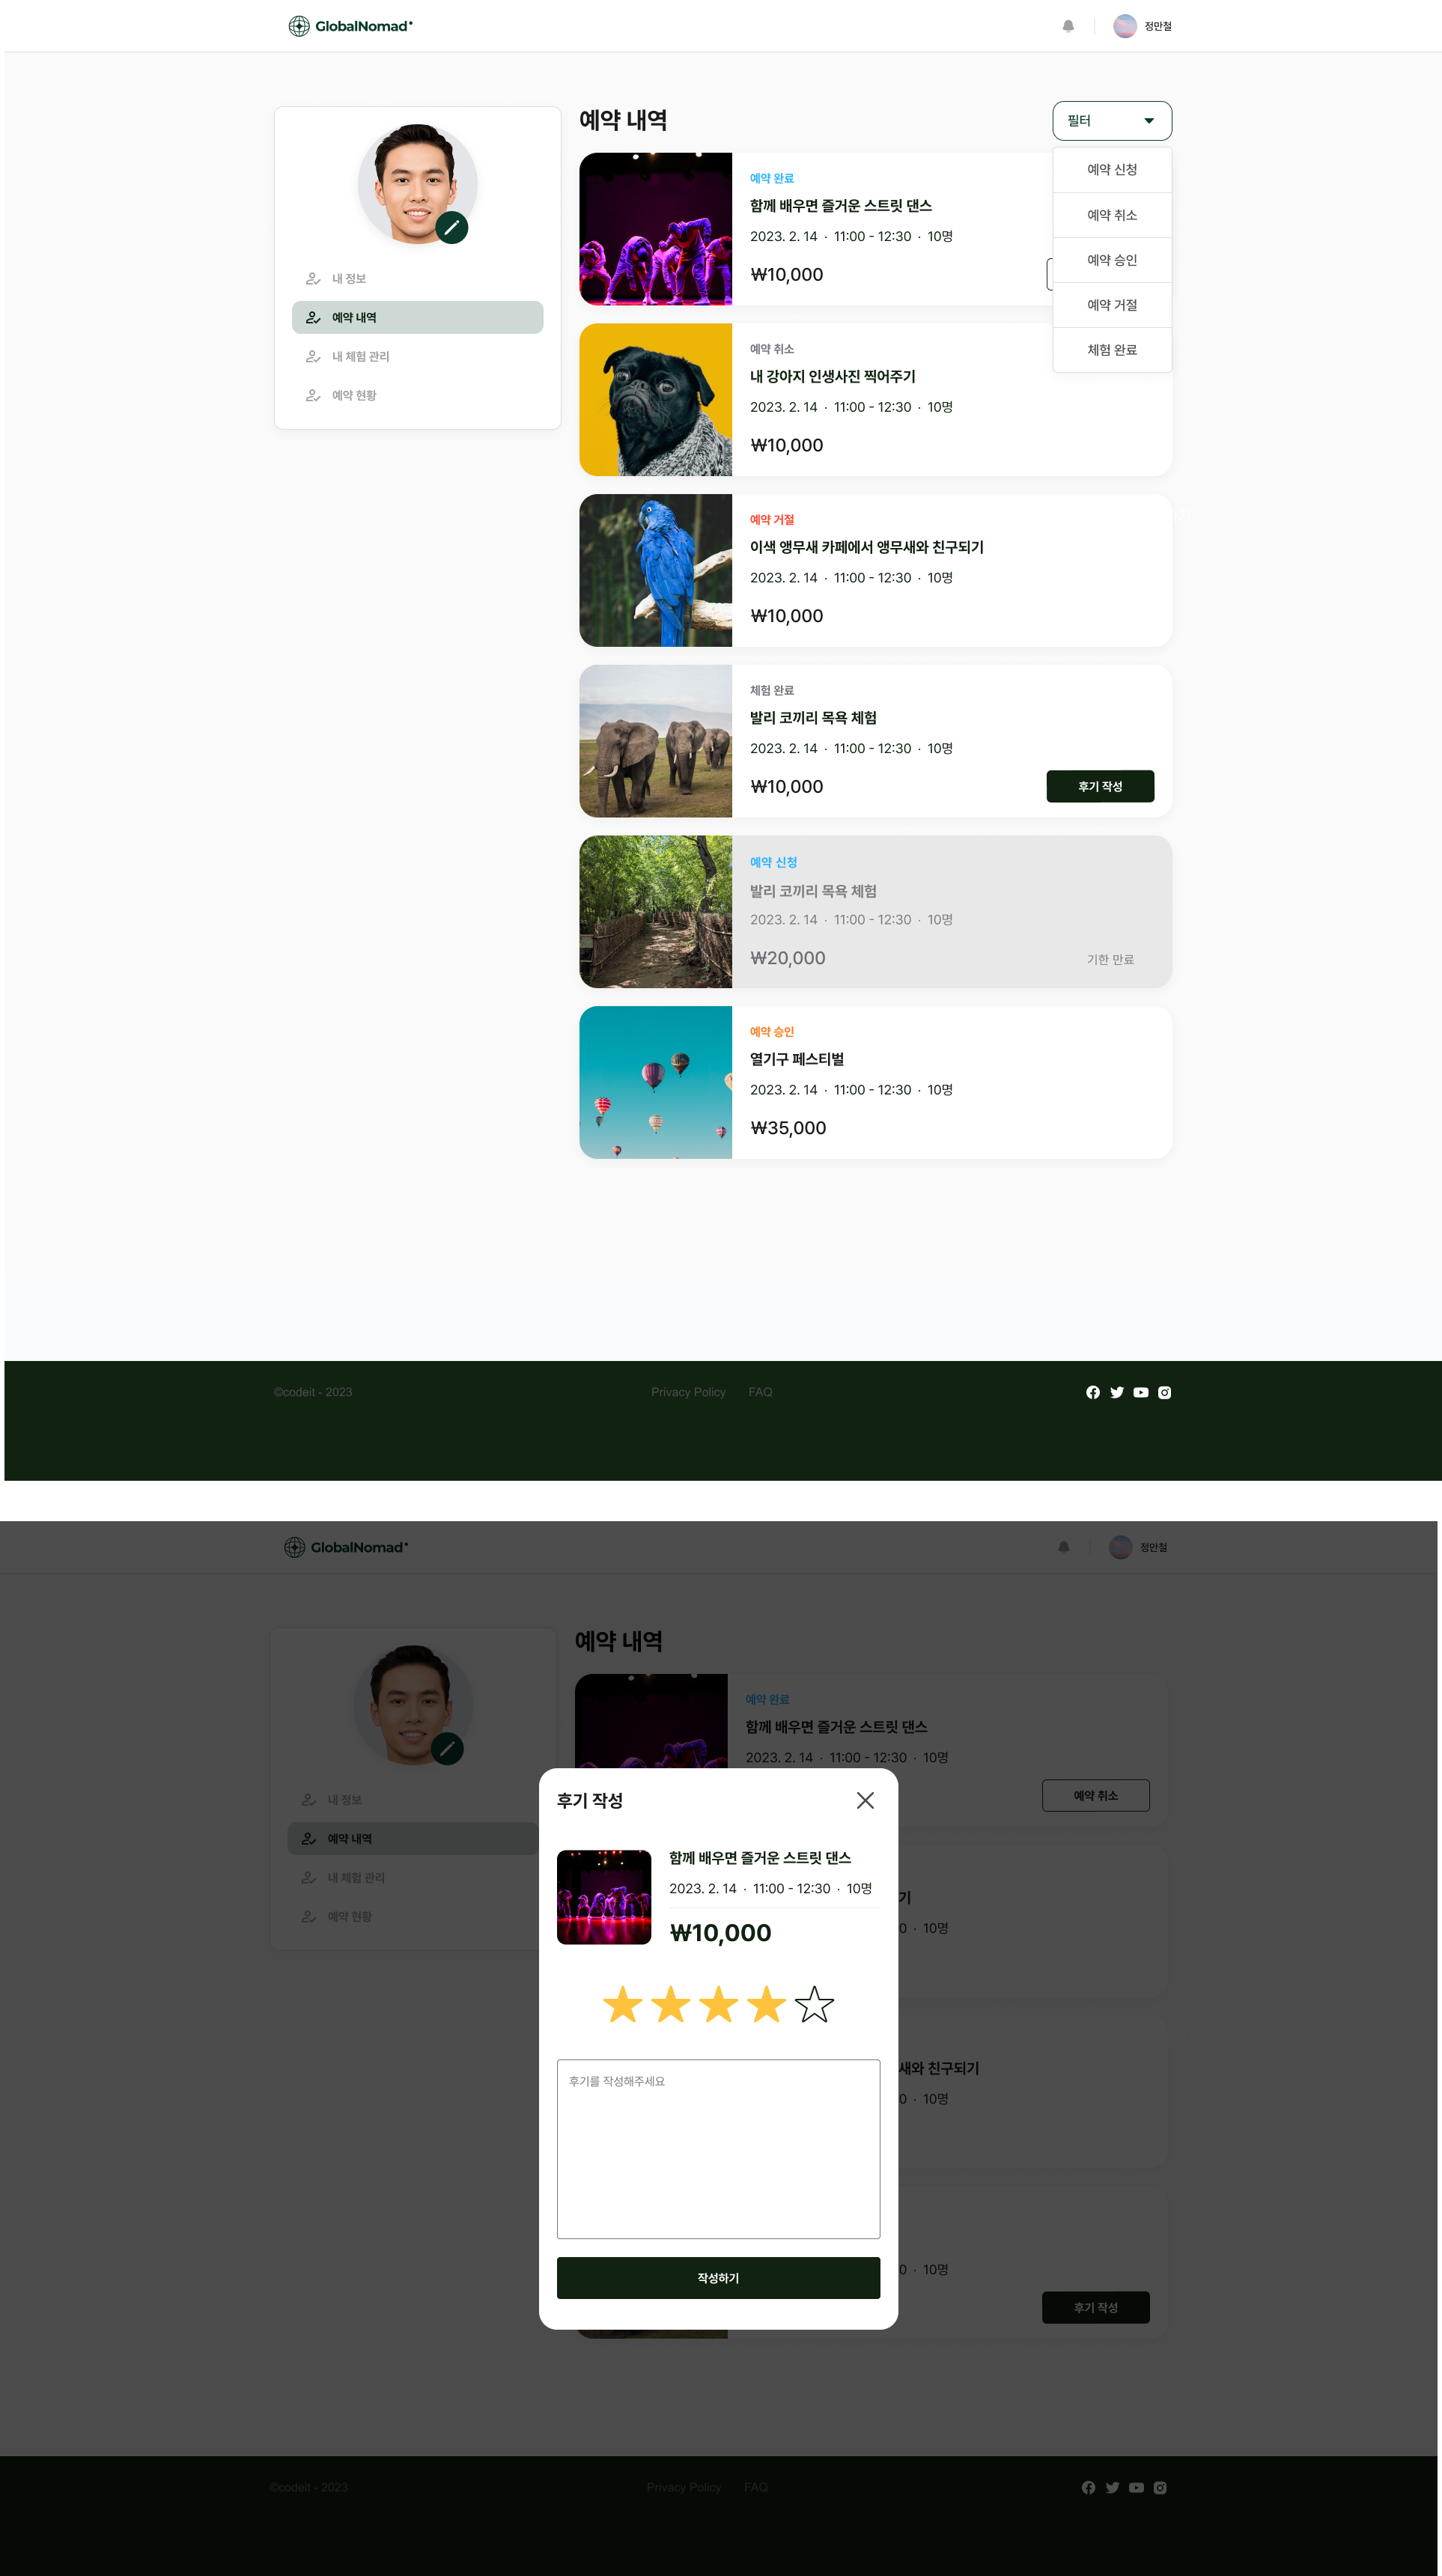 GlobalNomad
정만철
예약 내역
필터
예약 신청
예약 취소
예약 승인
예약 거절
체험 완료
내 정보
예약 내역
내 체험 관리
예약 현황
예약 완료
함께 배우면 즐거운 스트릿 댄스
2023. 2. 14 · 11:00 - 12:30 · 10명
₩10,000
예약 취소
내 강아지 인생사진 찍어주기
2023. 2. 14 · 11:00 - 12:30 · 10명
₩10,000
예약 거절
이색 앵무새 카페에서 앵무새와 친구되기
2023. 2. 14 · 11:00 - 12:30 · 10명
₩10,000
체험 완료
발리 코끼리 목욕 체험
2023. 2. 14 · 11:00 - 12:30 · 10명
₩10,000
후기 작성
예약 신청
발리 코끼리 목욕 체험
2023. 2. 14 · 11:00 - 12:30 · 10명
₩20,000
기한 만료
예약 승인
열기구 페스티벌
2023. 2. 14 · 11:00 - 12:30 · 10명
₩35,000
©codeit - 2023
Privacy Policy
FAQ
GlobalNomad
정만철
예약 내역
내 정보
예약 내역
내 체험 관리
예약 현황
예약 완료
함께 배우면 즐거운 스트릿 댄스
2023. 2. 14 · 11:00 - 12:30 · 10명
예약 취소
기
0 · 10명
새와 친구되기
0 · 10명
0 · 10명
후기 작성
후기 작성
함께 배우면 즐거운 스트릿 댄스
2023. 2. 14 · 11:00 - 12:30 · 10명
₩10,000
후기를 작성해주세요
작성하기
©codeit - 2023
Privacy Policy
FAQ